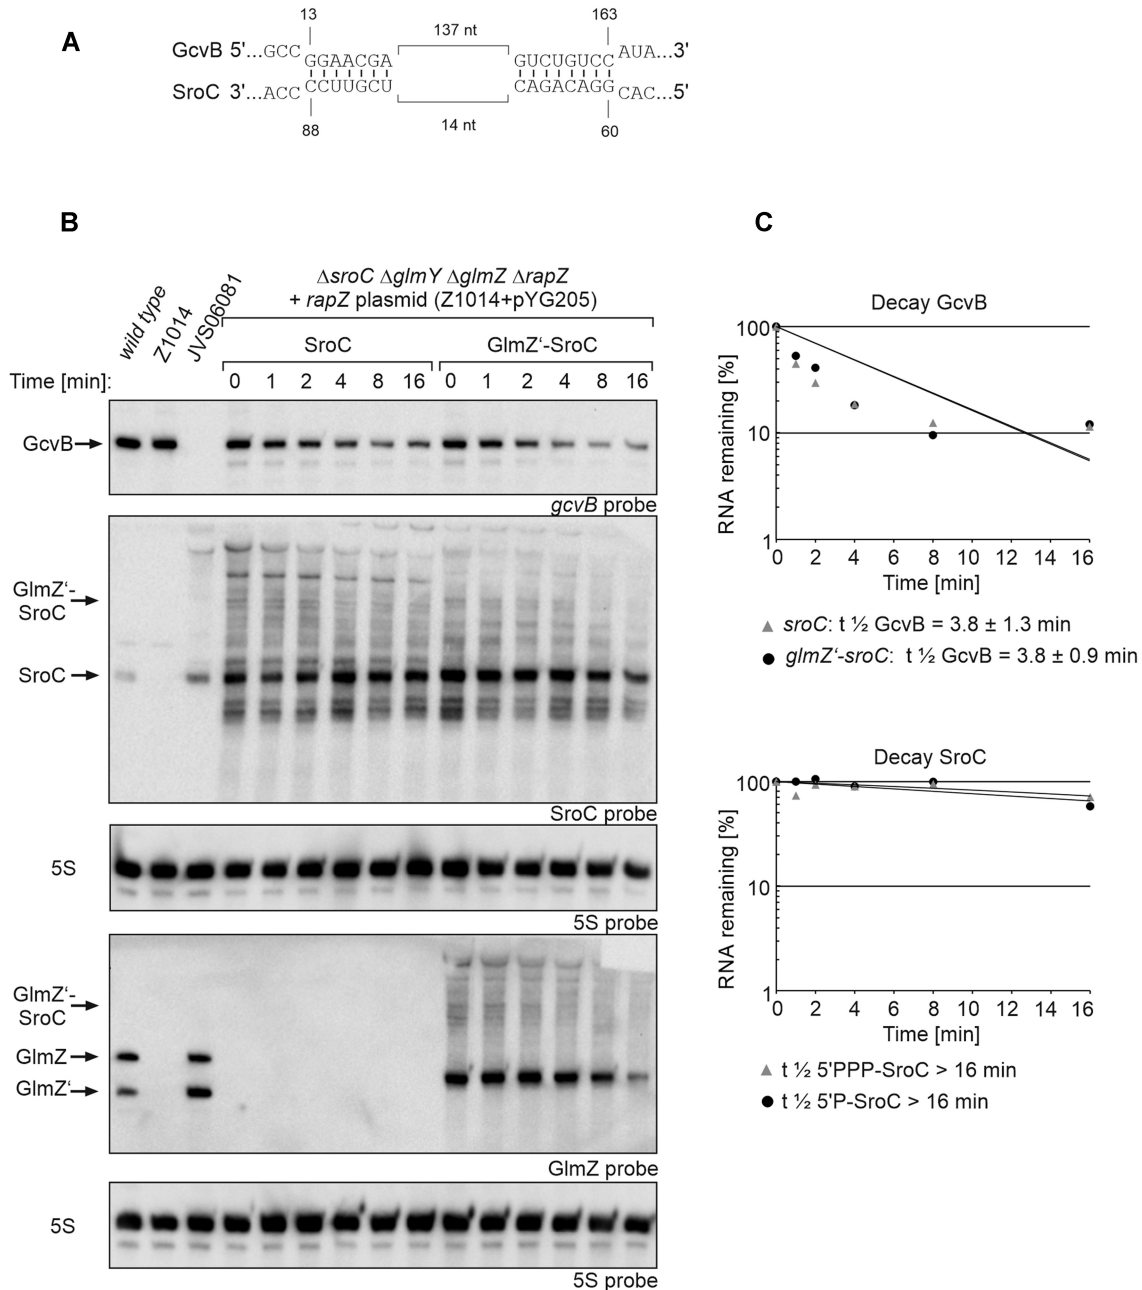 A
13
163
137 nt
GcvB 5'...GCC GGAACGA GUCUGUCC AUA...3'
SroC 3'...ACC CCUUGCU CAGACAGG CAC...5'
88
14 nt
60
B
wild type
Z1014
JVS06081
ΔsroC ΔglmY ΔglmZ ΔrapZ
+ rapZ plasmid (Z1014+pYG205)
SroC
GlmZ‘-SroC
Time [min]: 0 1 2 4 8 16 0 1 2 4 8 16
GcvB
gcvB probe
GlmZ‘-
SroC
SroC
SroC probe
5S
5S probe
GlmZ‘-
SroC
GlmZ
GlmZ‘
GlmZ probe
5S
5S probe
C
Decay GcvB
RNA remaining [%]
100
10
1
0 2 4 6 8 10 12 14 16
Time [min]
sroC: t ½ GcvB = 3.8 ± 1.3 min
glmZ‘-sroC: t ½ GcvB = 3.8 ± 0.9 min
Decay SroC
RNA remaining [%]
100
10
1
0 2 4 6 8 10 12 14 16
Time [min]
t ½ 5'PPP-SroC > 16 min
t ½ 5'P-SroC > 16 min